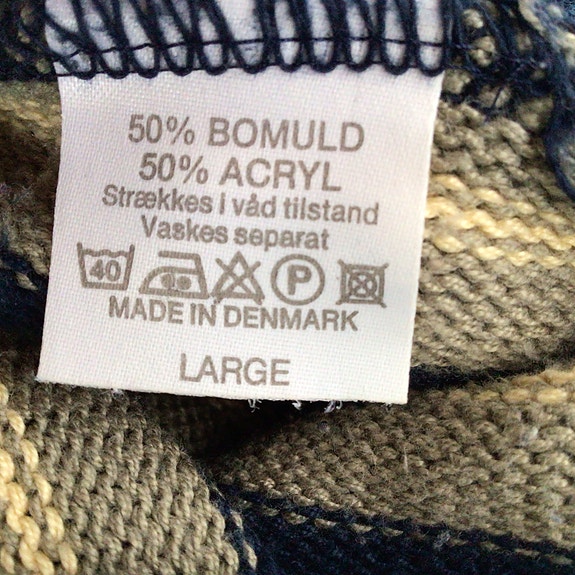 50% BOMULD
50% ACRYL
Strækkes i våd tilstand
Vaskes separat
40 P
MADE IN DENMARK
LARGE